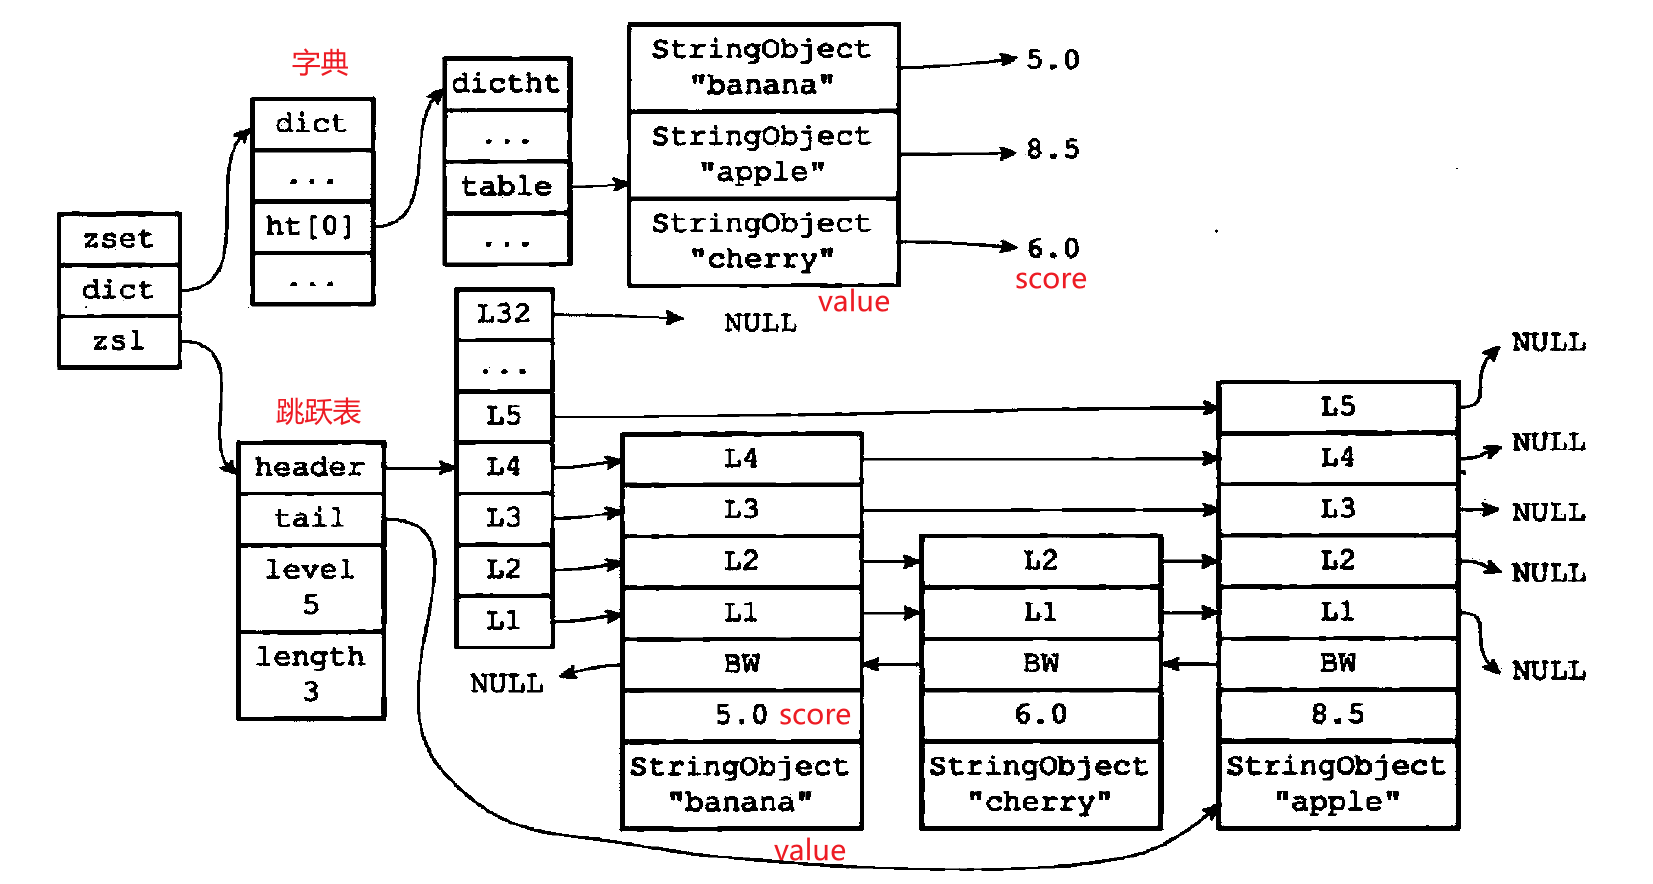 zset
dict
zsl
字典
dict
...
ht[0]
...
dictht
...
table
...
StringObject
"banana"
StringObject
"apple"
StringObject
"cherry"
value
5.0
8.5
6.0
score
跳跃表
header
tail
level
5
length
3
L32
...
L5
L4
L3
L2
L1
NULL
NULL
L4
L3
L2
L1
BW
5.0 score
StringObject
"banana"
value
L2
L1
BW
6.0
StringObject
"cherry"
L5
L4
L3
L2
L1
BW
8.5
StringObject
"apple"
NULL
NULL
NULL
NULL
NULL